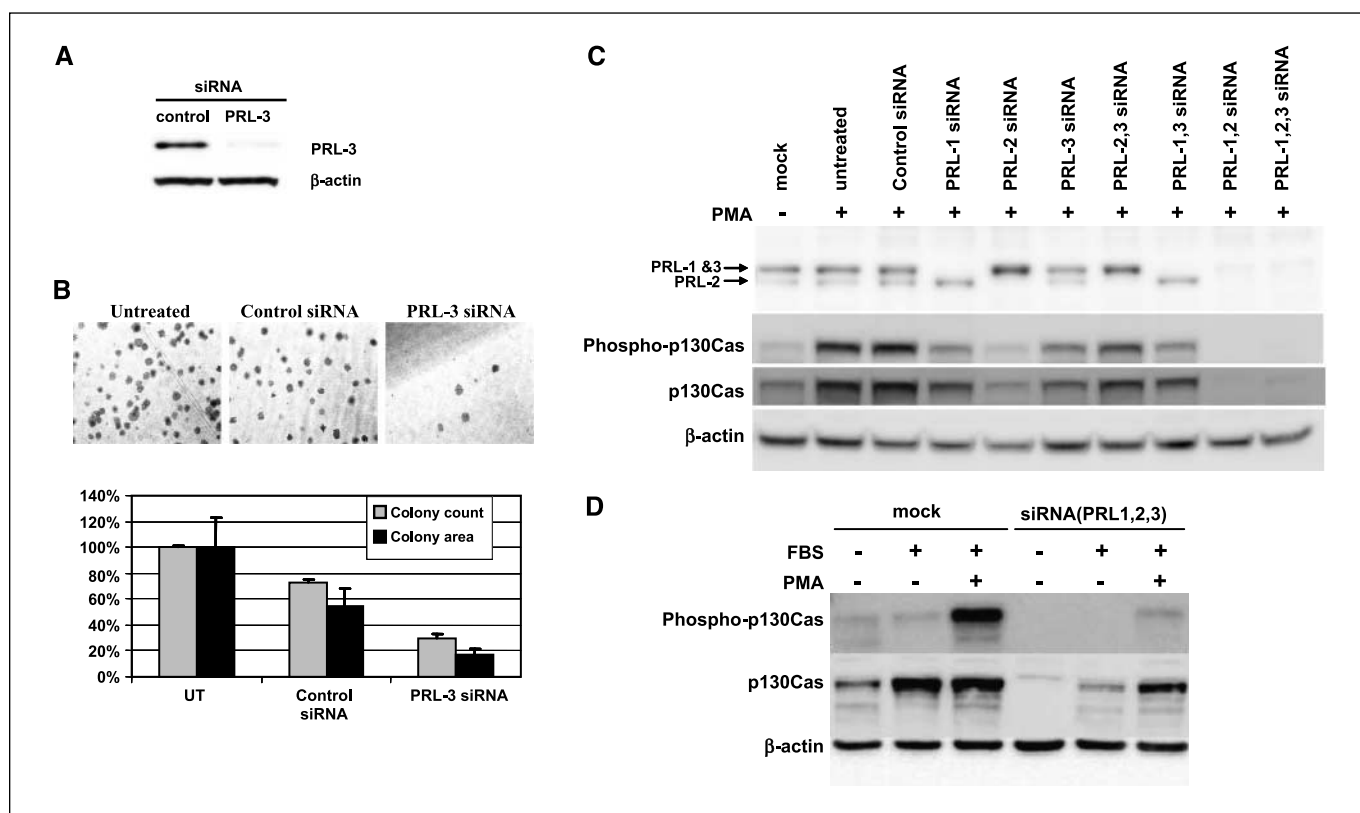 A
siRNA
control PRL-3
PRL-3
β-actin
B
Untreated Control siRNA PRL-3 siRNA
140%
120%
100%
80%
60%
40%
20%
0%
Colony count
Colony area
UT
Control
siRNA
PRL-3 siRNA
C
mock
untreated
Control siRNA
PRL-1 siRNA
PRL-2 siRNA
PRL-3 siRNA
PRL-2,3 siRNA
PRL-1,3 siRNA
PRL-1,2 siRNA
PRL-1,2,3 siRNA
PMA - + + + + + + + + +
PRL-1 &3
PRL-2
Phospho-p130Cas
p130Cas
β-actin
D
mock siRNA(PRL1,2,3)
FBS - + + - + +
PMA - - + - - +
Phospho-p130Cas
p130Cas
β-actin